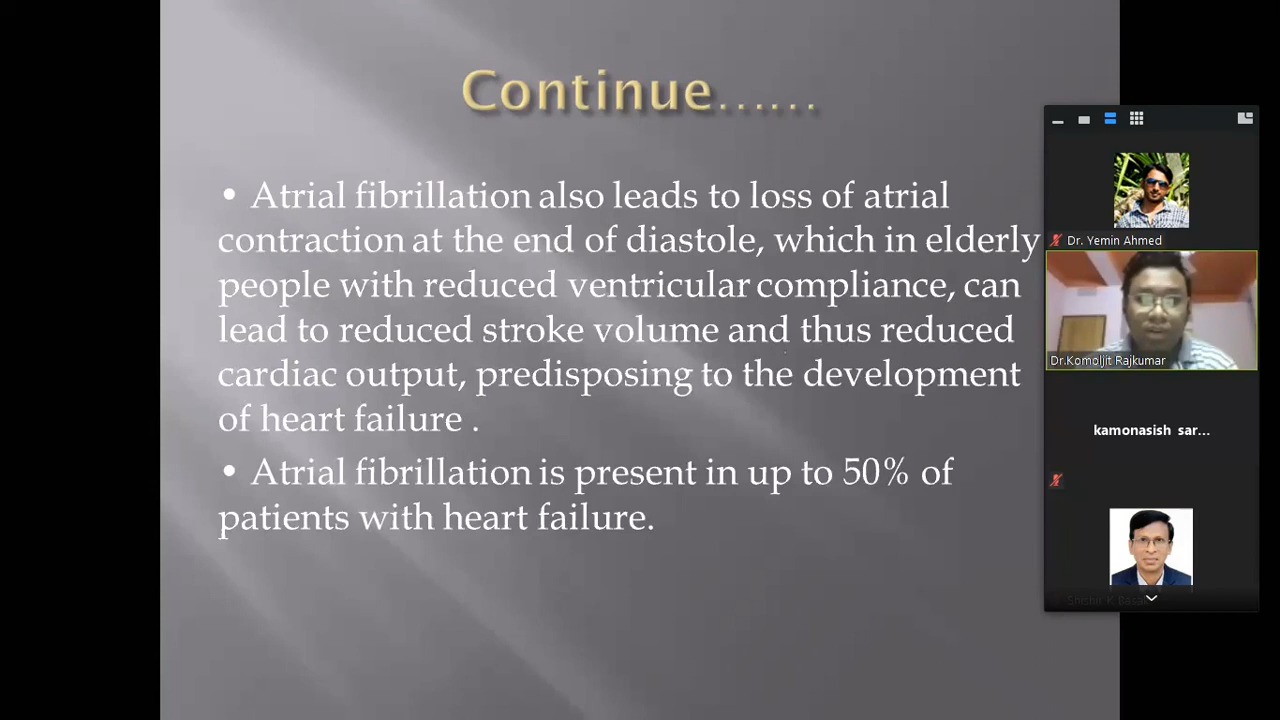 Continue......
• Atrial fibrillation also leads to loss of atrial
contraction at the end of diastole, which in elderly
people with reduced ventricular compliance, can
lead to reduced stroke volume and thus reduced
cardiac output, predisposing to the development
of heart failure .
• Atrial fibrillation is present in up to 50% of
patients with heart failure.
Dr. Yemin Ahmed
Dr.Komoljit Rajkumar
kamonasish sar...